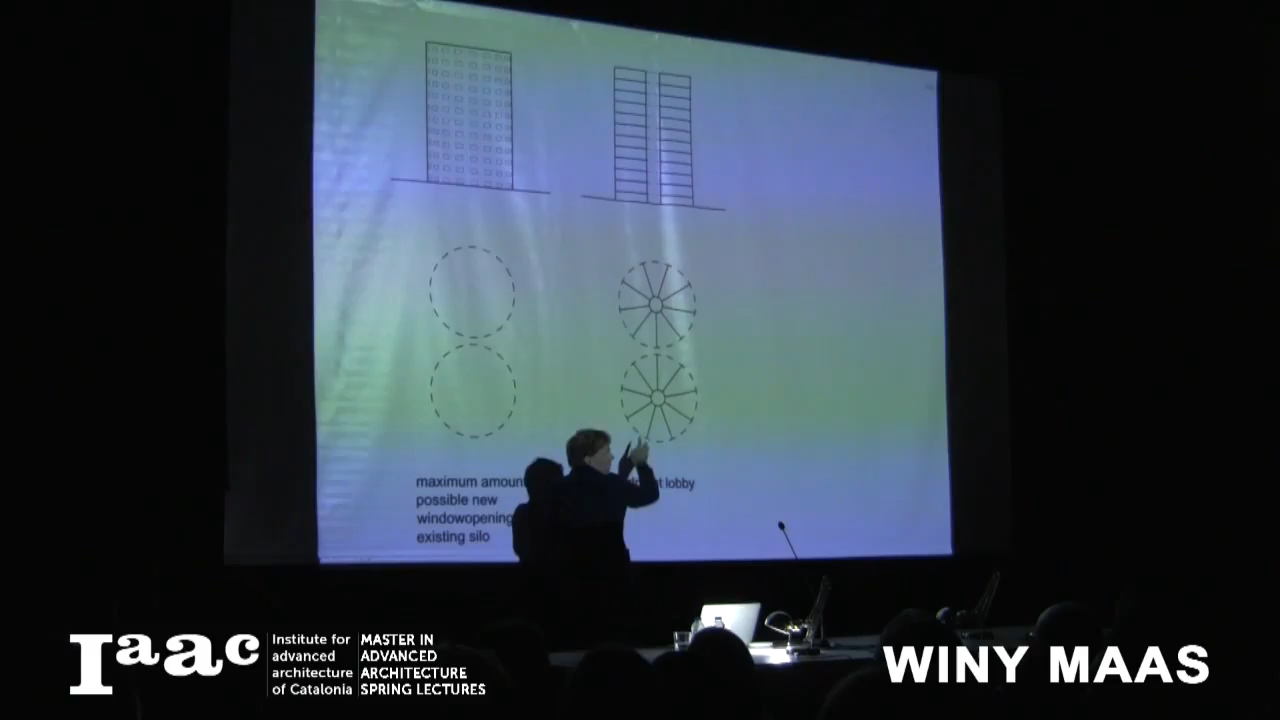 maximum amoun
possible new
windowopening
existing silo
lobby
Iaac
Institute for
advanced
architecture
of Catalonia
MASTER IN
ADVANCED
ARCHITECTURE
SPRING LECTURES
WINY MAAS